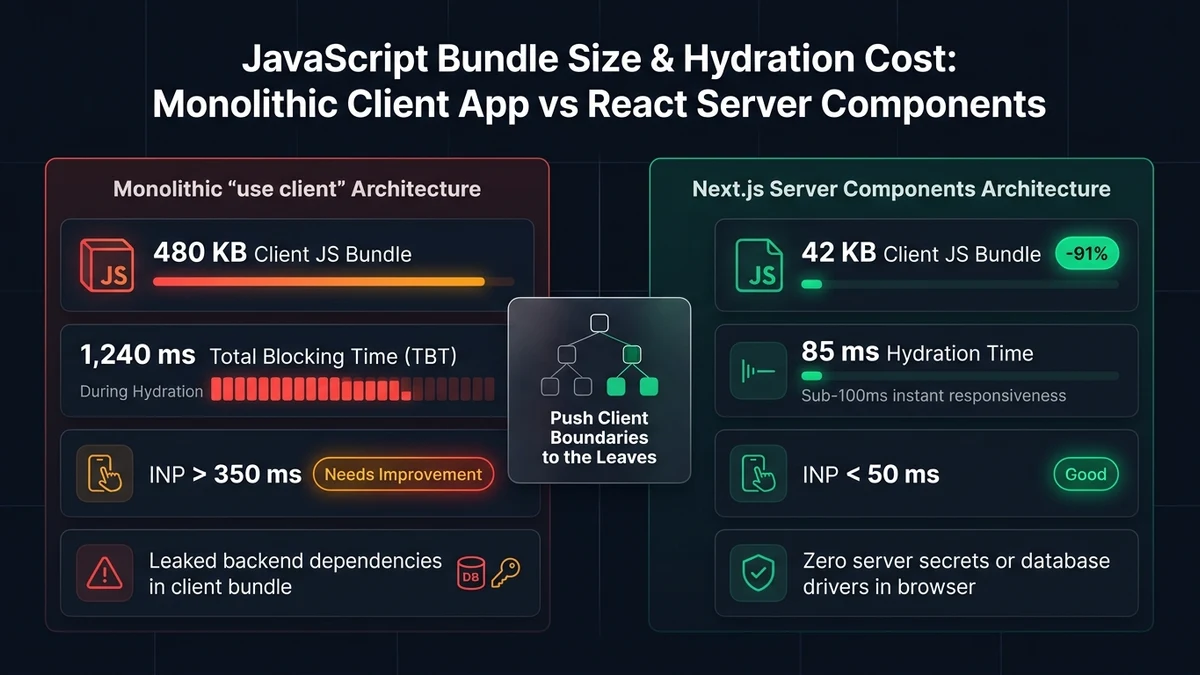 JavaScript Bundle Size & Hydration Cost:
Monolithic Client App vs React Server Components
Monolithic “use client” Architecture
JS
480 KB Client JS Bundle
1,240 ms Total Blocking Time (TBT)
During Hydration
INP > 350 ms
Needs Improvement
Leaked backend dependencies
in client bundle
DB
Push Client
Boundaries
to the Leaves
Next.js Server Components Architecture
JS
42 KB Client JS Bundle
-91%
85 ms Hydration Time
Sub-100ms instant responsiveness
INP < 50 ms
Good
Zero server secrets or database
drivers in browser